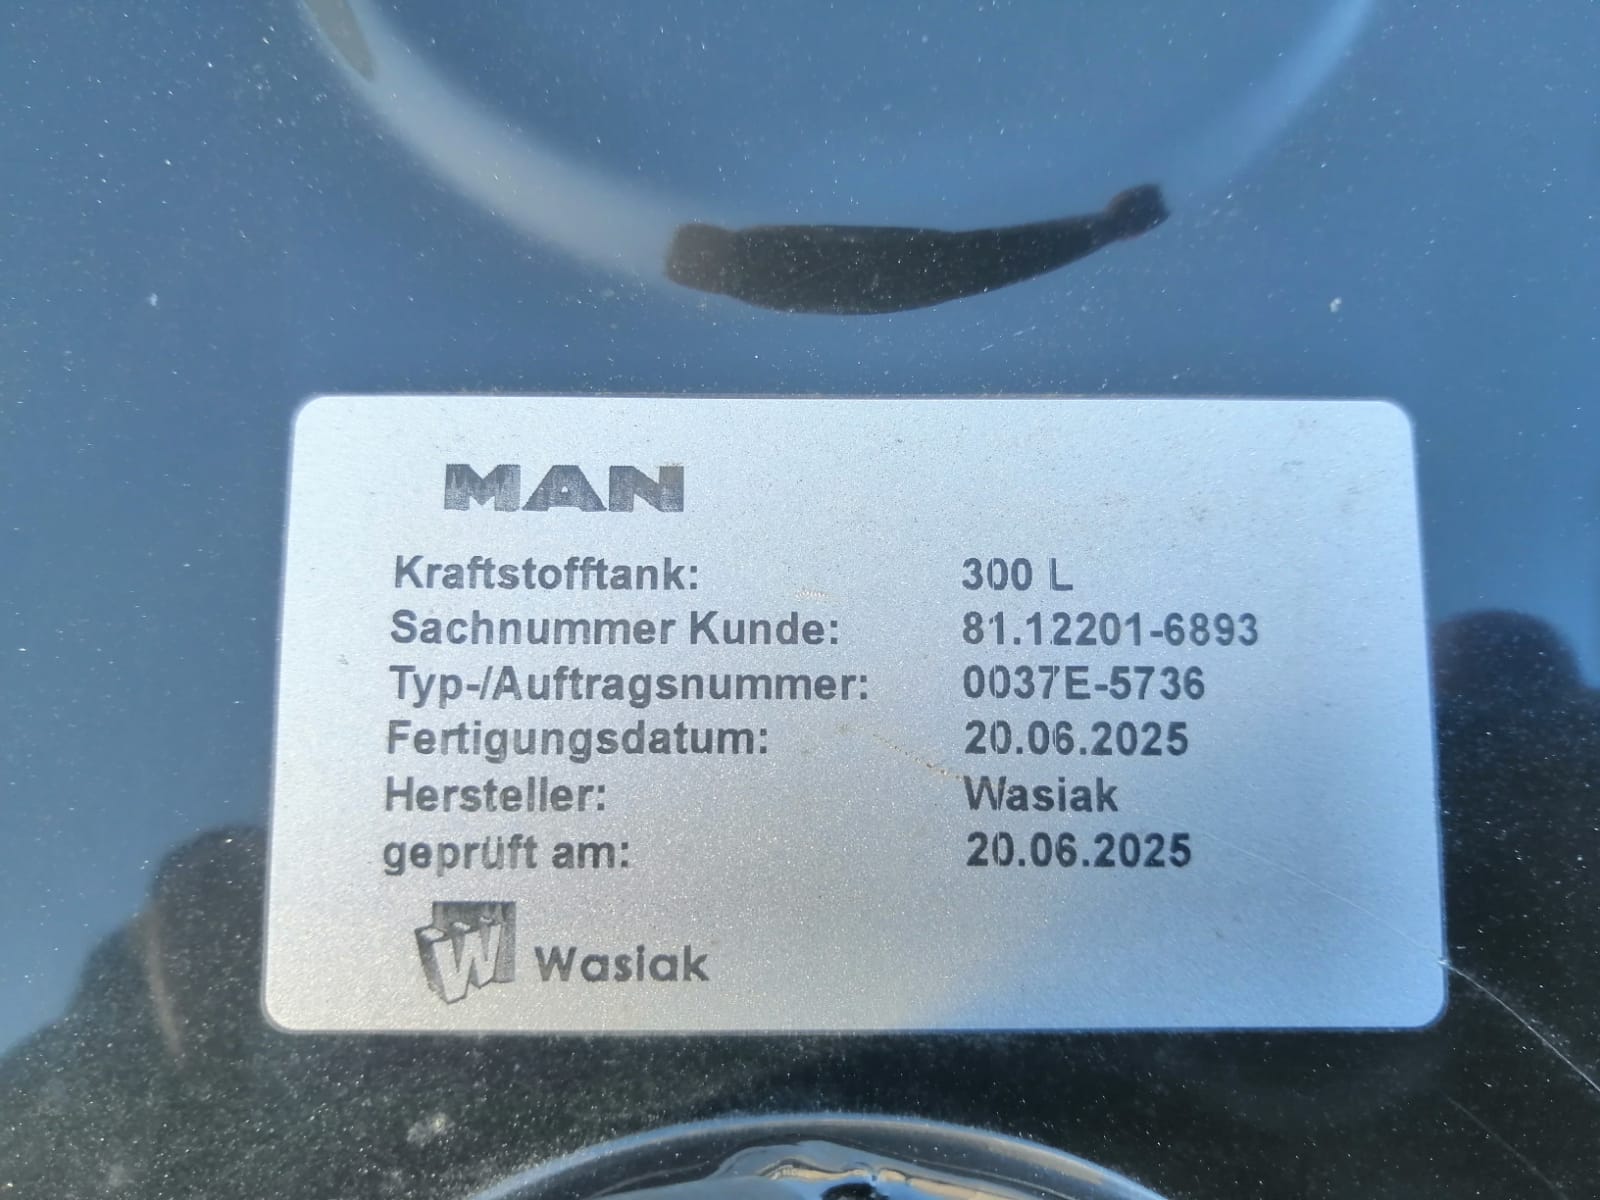 MAN
Kraftstofftank: 300 L
Sachnummer Kunde: 81.12201-6893
Typ-/Auftragsnummer: 0037E-5736
Fertigungsdatum: 20.06.2025
Hersteller: Wasiak
geprüft am: 20.06.2025
W Wasiak